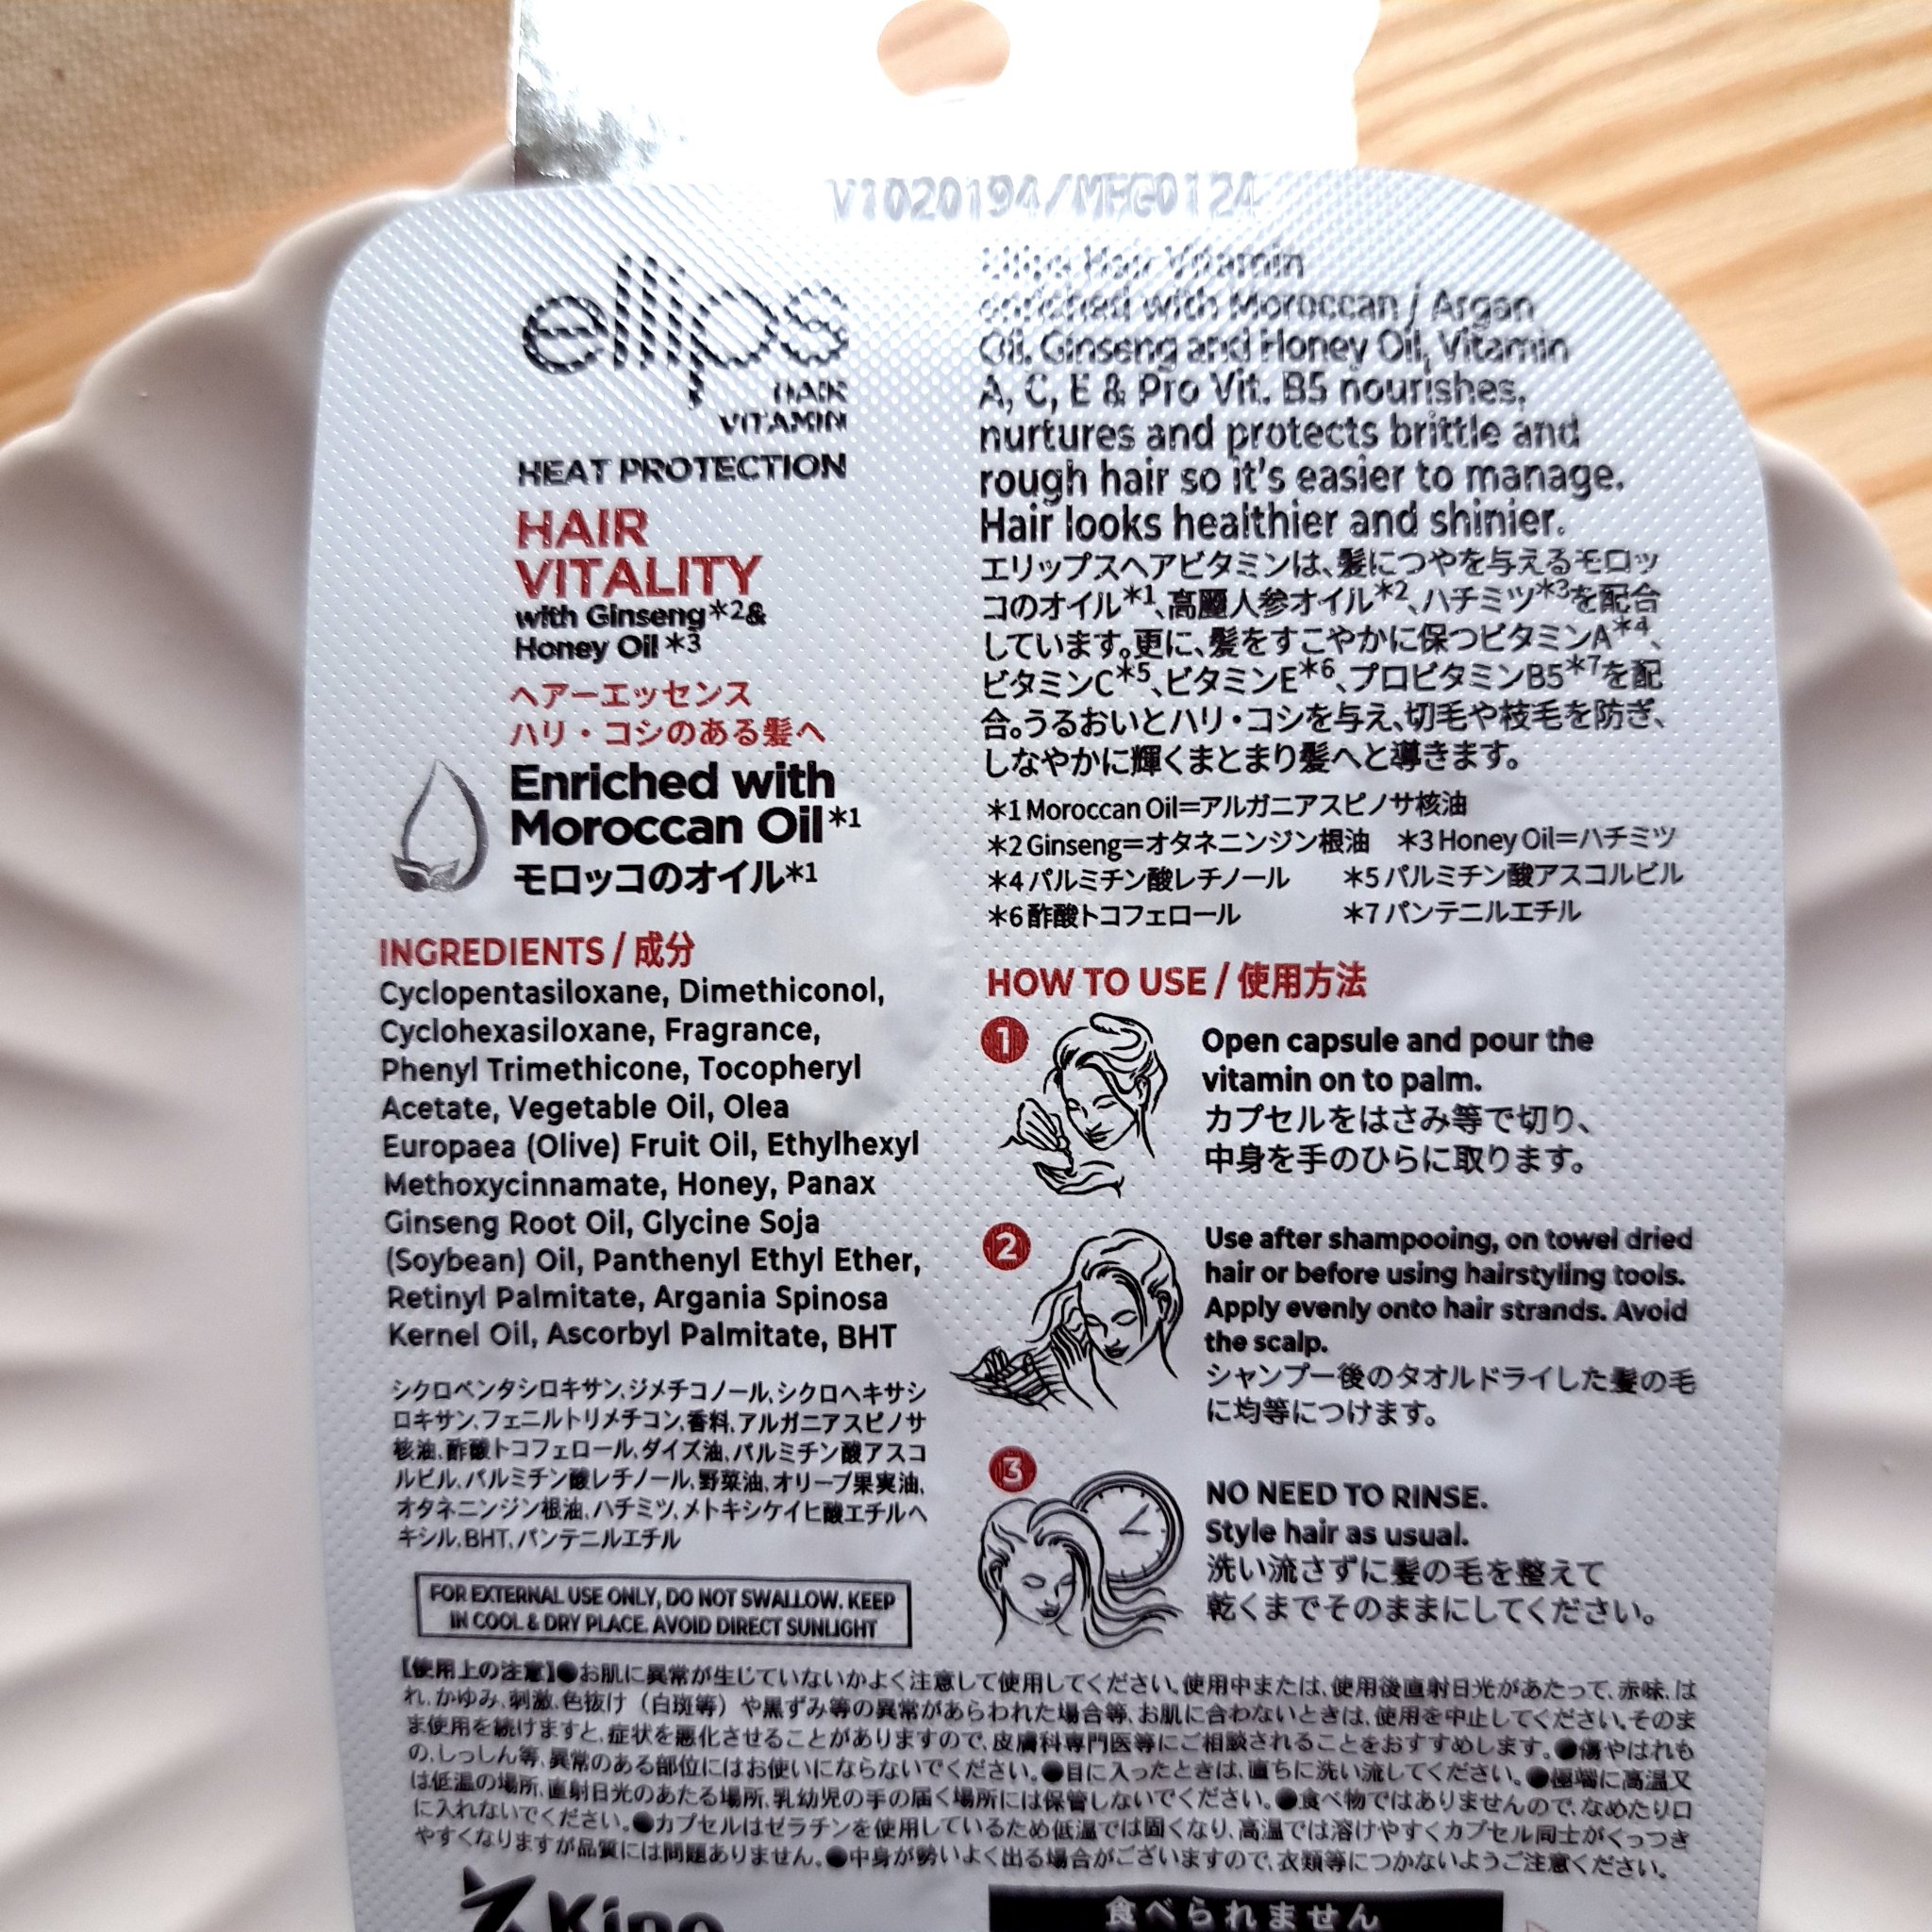 V1020194/MFG0124
ellips
HAIR
VITAMIN
HEAT PROTECTION
HAIR
VITALITY
with Ginseng*2&
Honey Oil*3
ヘアーエッセンス
ハリ・コシのある髪へ
Enriched with
Moroccan Oil*1
モロッコのオイル*1
INGREDIENTS / 成分
Cyclopentasiloxane, Dimethiconol,
Cyclohexasiloxane, Fragrance,
Phenyl Trimethicone, Tocopheryl
Acetate, Vegetable Oil, Olea
Europaea (Olive) Fruit Oil, Ethylhexyl
Methoxycinnamate, Honey, Panax
Ginseng Root Oil, Glycine Soja
(Soybean) Oil, Panthenyl Ethyl Ether,
Retinyl Palmitate, Argania Spinosa
Kernel Oil, Ascorbyl Palmitate, BHT
シクロペンタシロキサン、ジメチコノール、シクロヘキサシ
ロキサン、フェニルトリメチコン、香料、アルガニアスピノサ
核油、酢酸トコフェロール、ダイズ油、パルミチン酸アスコ
ルビル、パルミチン酸レチノール、野菜油、オリーブ果実油、
オタネニンジン根油、ハチミツ、メトキシケイヒ酸エチルヘ
キシル、BHT、パンテニルエチル
FOR EXTERNAL USE ONLY, DO NOT SWALLOW. KEEP
IN COOL & DRY PLACE. AVOID DIRECT SUNLIGHT
Ellips Hair Vitamin
enriched with Moroccan / Argan
Oil, Ginseng and Honey Oil, Vitamin
A, C, E & Pro Vit. B5 nourishes,
nurtures and protects brittle and
rough hair so it's easier to manage.
Hair looks healthier and shinier.
エリップスヘアビタミンは、髪につやを与えるモロッ
コのオイル*1、高麗人参オイル*2、ハチミツ*3を配合
しています。更に、髪をすこやかに保つビタミンA*4、
ビタミンC*5、ビタミンE*6、プロビタミンB5*7を配
合。うるおいとハリ・コシを与え、切毛や枝毛を防ぎ、
しなやかに輝くまとまり髪へと導きます。
*1 Moroccan Oil=アルガニアスピノサ核油
*2 Ginseng=オタネニンジン根油 *3 Honey Oil=ハチミツ
*4 パルミチン酸レチノール *5 パルミチン酸アスコルビル
*6 酢酸トコフェロール *7 パンテニルエチル
HOW TO USE / 使用方法
1
Open capsule and pour the
vitamin on to palm.
カプセルをはさみ等で切り、
中身を手のひらに取ります。
2
Use after shampooing, on towel dried
hair or before using hairstyling tools.
Apply evenly onto hair strands. Avoid
the scalp.
シャンプー後のタオルドライした髪の毛
に均等につけます。
3
NO NEED TO RINSE.
Style hair as usual.
洗い流さずに髪の毛を整えて
乾くまでそのままにしてください。
【使用上の注意】●お肌に異常が生じていないかよく注意して使用してください。使用中または、使用後直射日光があたって、赤味、は
れ、かゆみ、刺激、色抜け（白斑等）や黒ずみ等の異常があらわれた場合等、お肌に合わないときは、使用を中止してください。そのま
ま使用を続けますと、症状を悪化させることがありますので、皮膚科専門医等にご相談されることをおすすめします。●傷やはれも
の、しっしん等、異常のある部位にはお使いにならないでください。●目に入ったときは、直ちに洗い流してください。●極端に高温又
は低温の場所、直射日光のあたる場所、乳幼児の手の届く場所には保管しないでください。●食べ物ではありませんので、なめたり口
に入れないでください。●カプセルはゼラチンを使用しているため低温では固くなり、高温では溶けやすくカプセル同士がくっつき
やすくなりますが品質には問題ありません。●中身が勢いよく出る場合がございますので、衣類等につかないようご注意ください。
Kino
食べられません